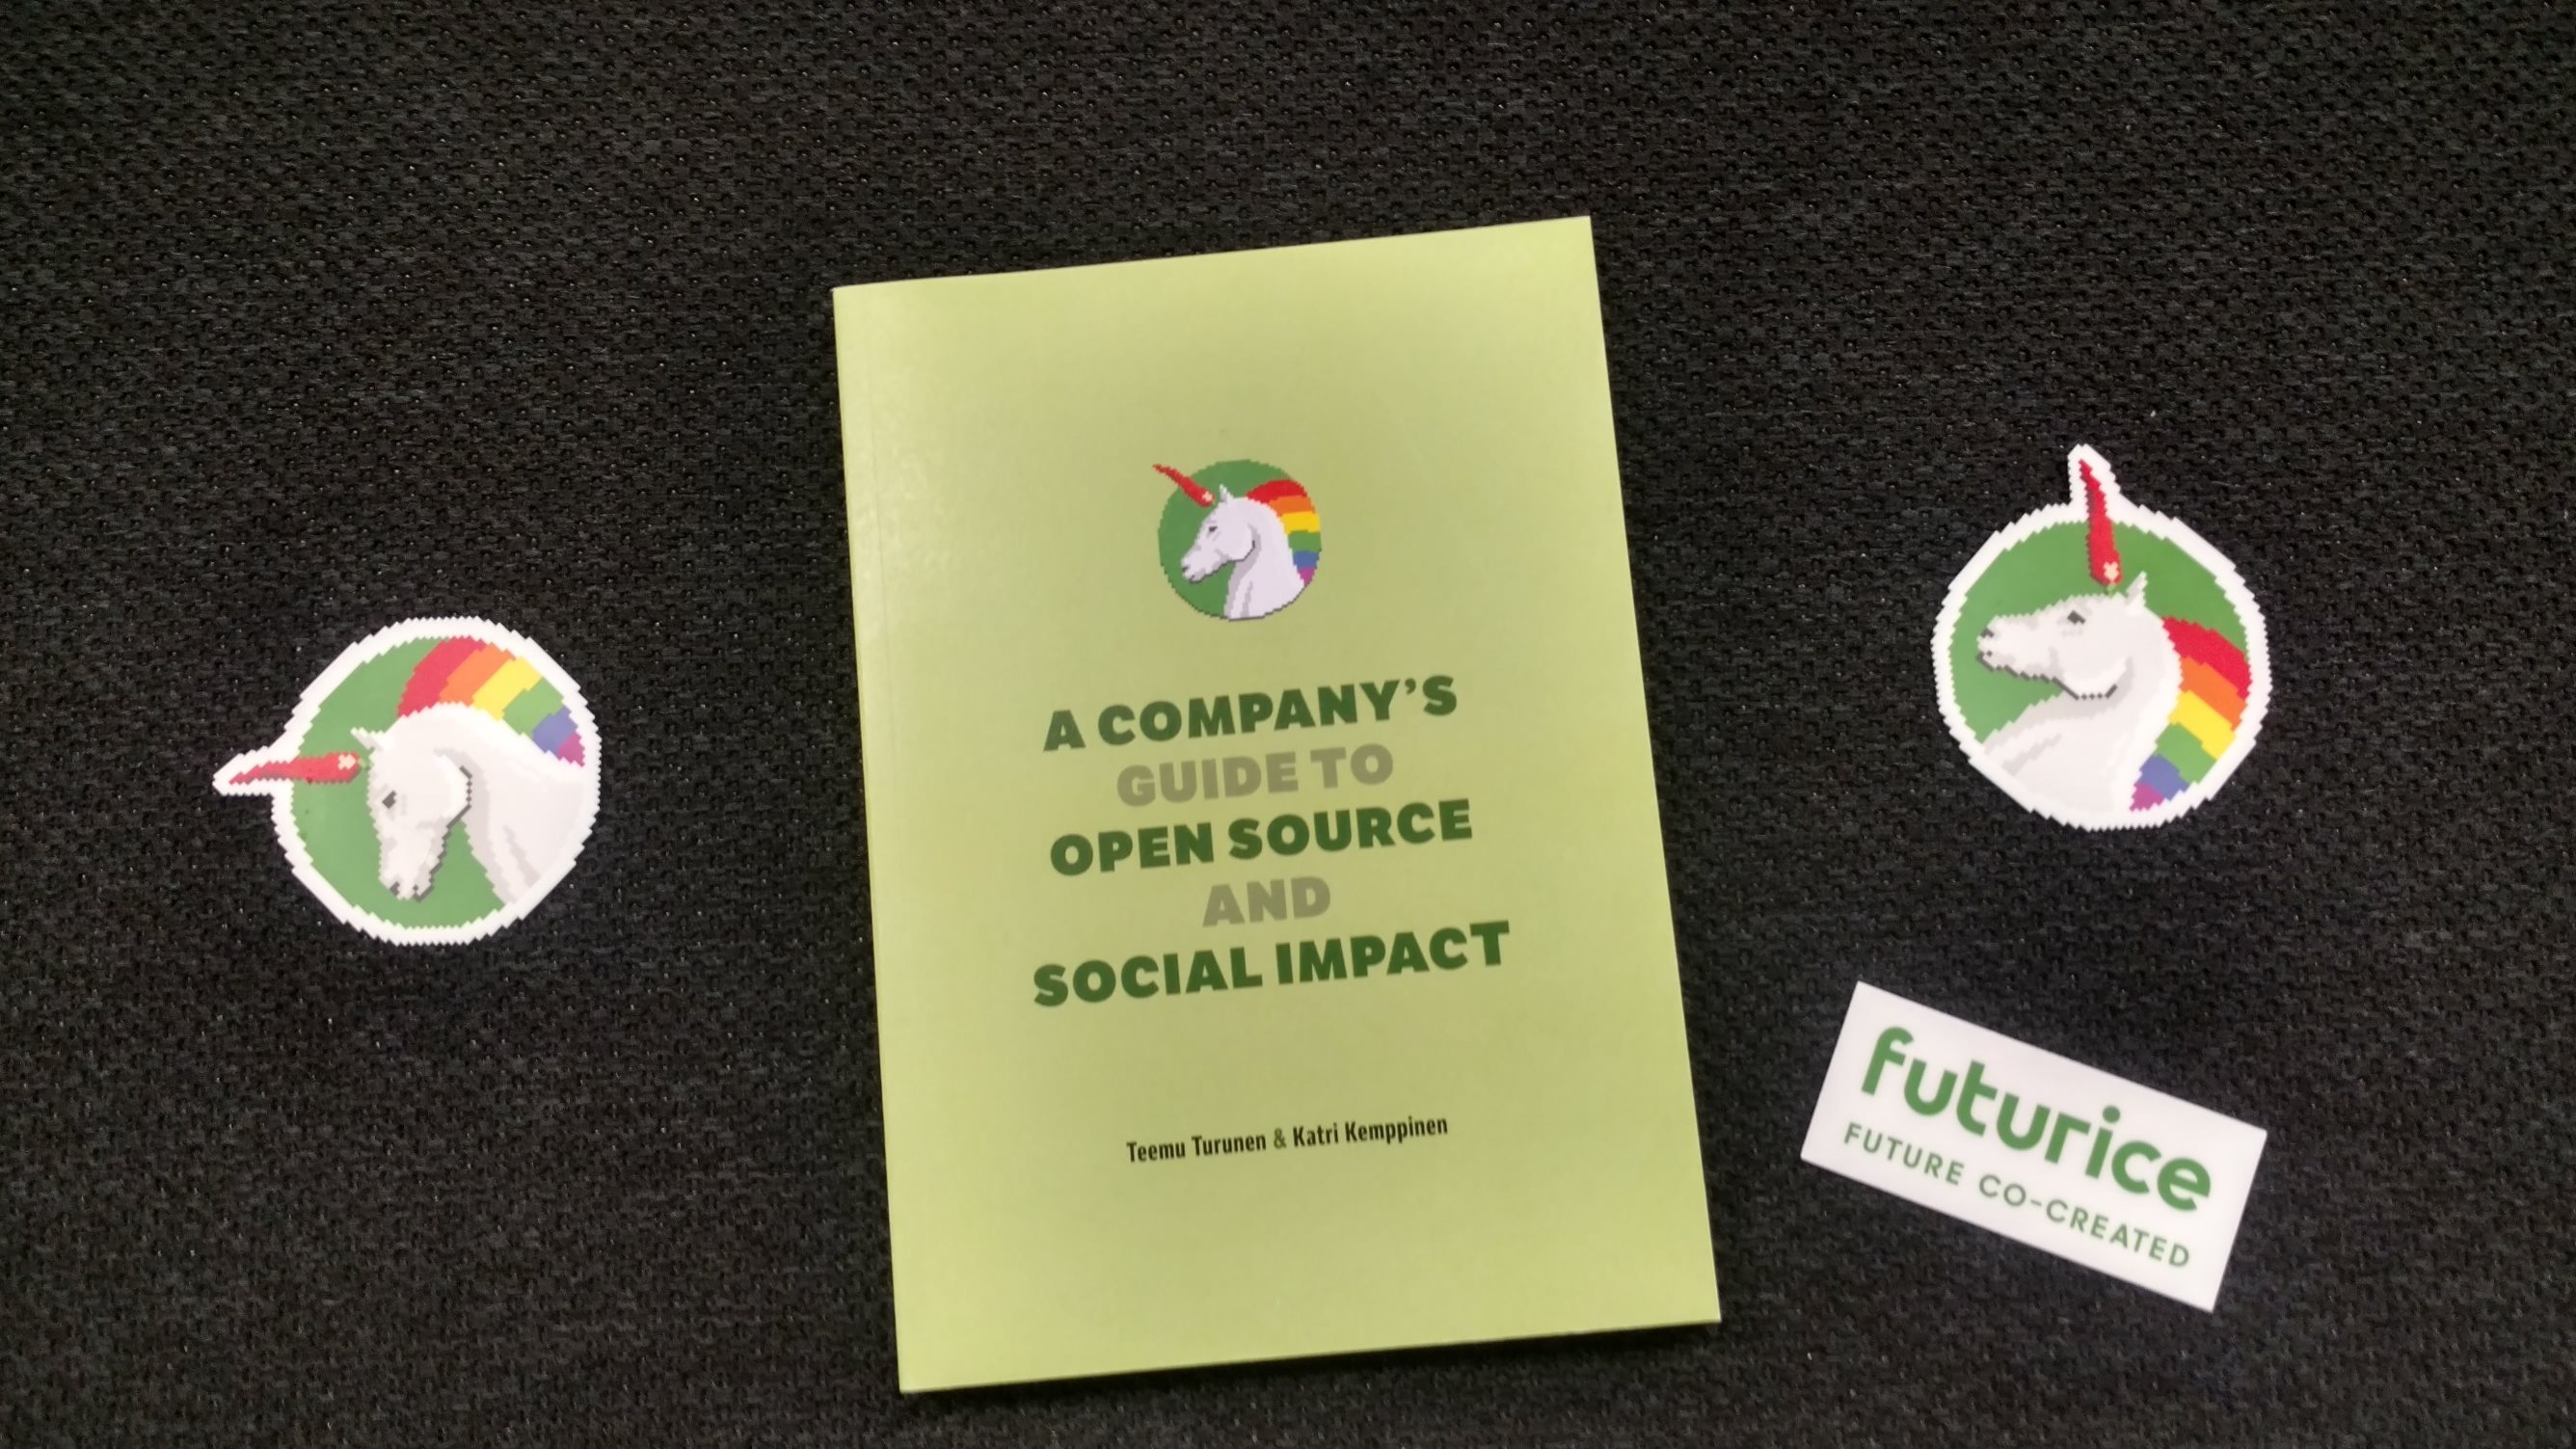 A COMPANY’S
GUIDE TO
OPEN SOURCE
AND
SOCIAL IMPACT
Teemu Turunen & Katri Kemppinen
futurice
FUTURE CO-CREATED